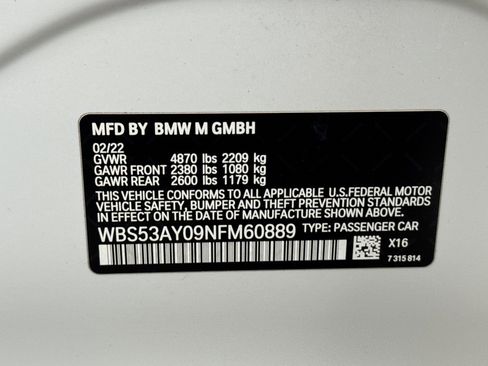 MFD BY BMW M GMBH
02/22
GVWR 4870 lbs 2209 kg
GAWR FRONT 2380 lbs 1080 kg
GAWR REAR 2600 lbs 1179 kg
THIS VEHICLE CONFORMS TO ALL APPLICABLE U.S.FEDERAL MOTOR
VEHICLE SAFETY, BUMPER AND THEFT PREVENTION STANDARDS
IN EFFECT ON THE DATE OF MANUFACTURE SHOWN ABOVE.
WBS53AY09NFM60889 TYPE: PASSENGER CAR
X16
7 315 814